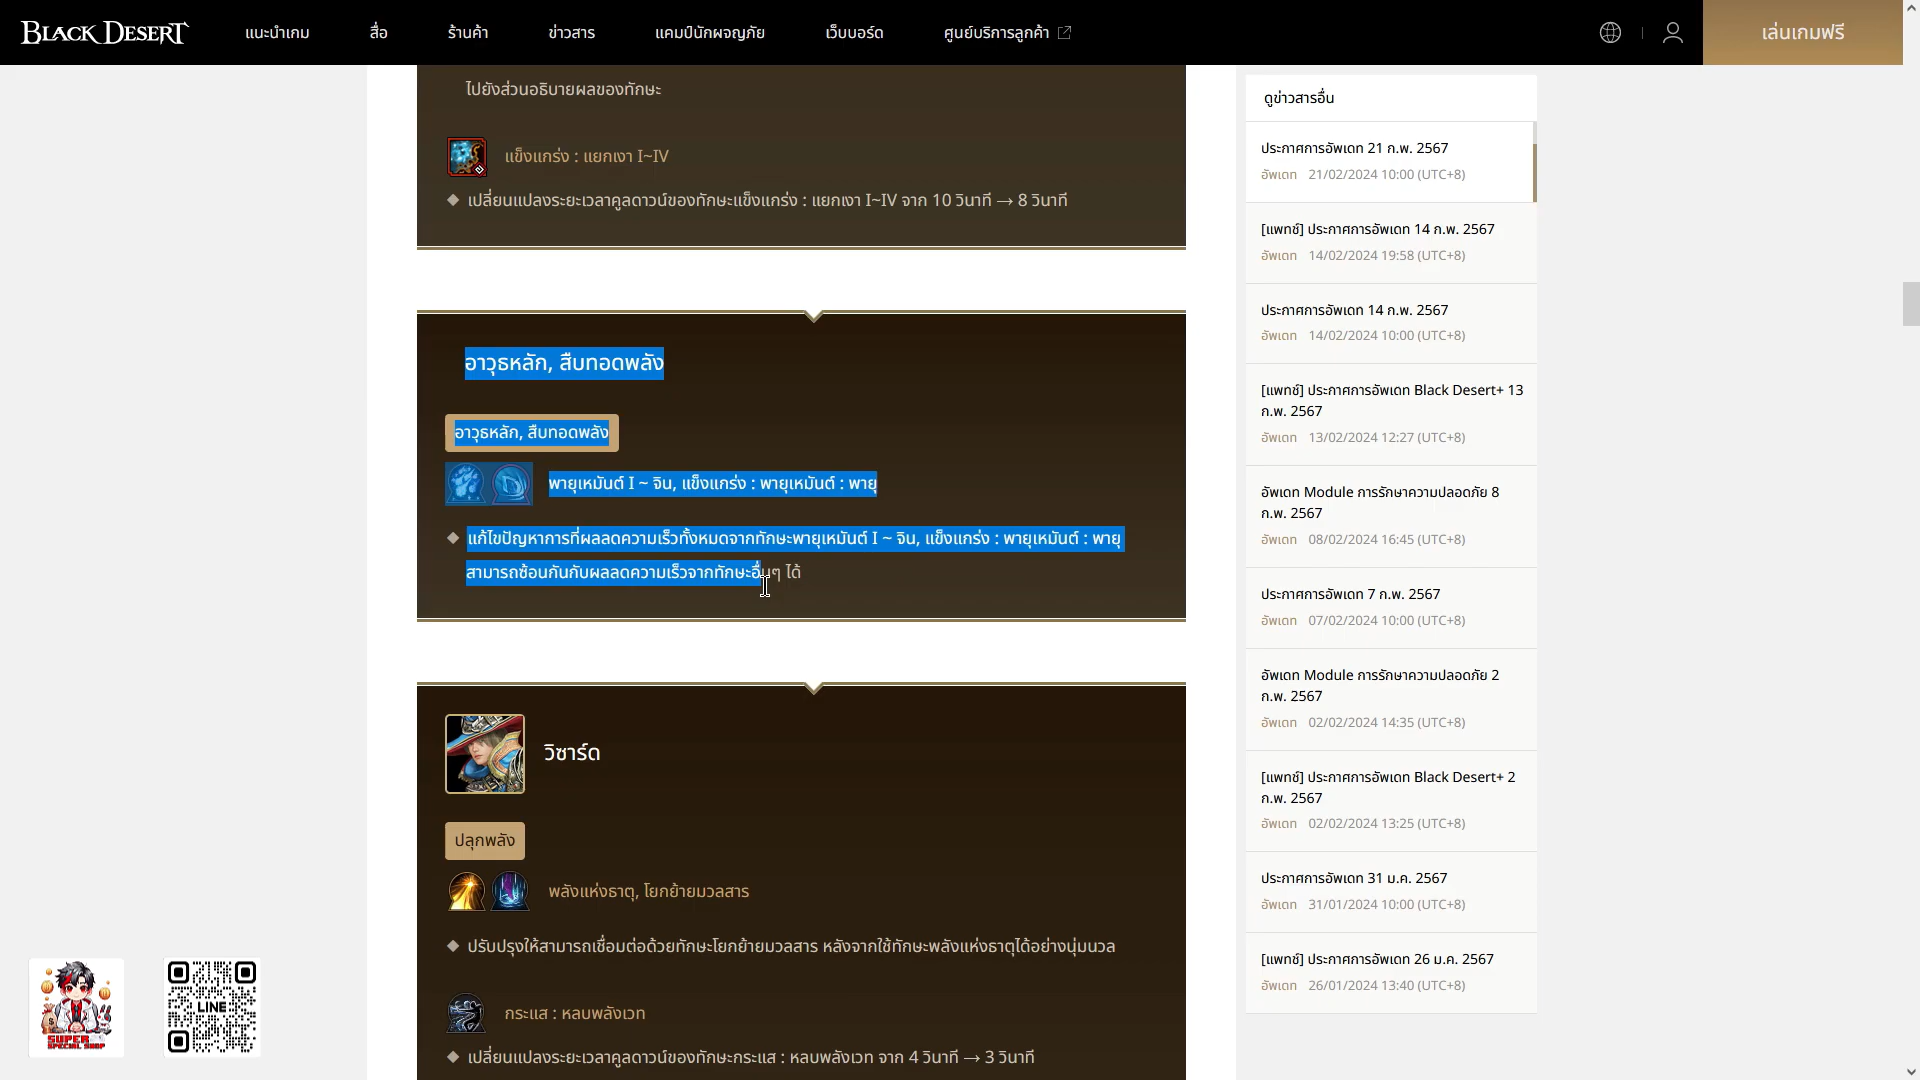 BLACK DESERT
แนะนำเกม
สื่อ
ร้านค้า
ข่าวสาร
แคมป์นักผจญภัย
เว็บบอร์ด
ศูนย์บริการลูกค้า
เล่นเกมฟรี
ไปยังส่วนอธิบายผลของทักษะ
แข็งแกร่ง : แยกเงา I~IV
เปลี่ยนแปลงระยะเวลาคูลดาวน์ของทักษะแข็งแกร่ง : แยกเงา I~IV จาก 10 วินาที → 8 วินาที
อาวุธหลัก, สืบทอดพลัง
อาวุธหลัก, สืบทอดพลัง
พายุเหมันต์ I ~ จิน, แข็งแกร่ง : พายุเหมันต์ : พายุ
แก้ไขปัญหาการที่ผลลดความเร็วทั้งหมดจากทักษะพายุเหมันต์ I ~ จิน, แข็งแกร่ง : พายุเหมันต์ : พายุ
สามารถซ้อนกันกับผลลดความเร็วจากทักษะอื่นๆ ได้
วิซาร์ด
ปลุกพลัง
พลังแห่งธาตุ, โยกย้ายมวลสาร
ปรับปรุงให้สามารถเชื่อมต่อด้วยทักษะโยกย้ายมวลสาร หลังจากใช้ทักษะพลังแห่งธาตุได้อย่างนุ่มนวล
กระแส : หลบพลังเวท
เปลี่ยนแปลงระยะเวลาคูลดาวน์ของทักษะกระแส : หลบพลังเวท จาก 4 วินาที → 3 วินาที
ดูข่าวสารอื่น
ประกาศการอัพเดท 21 ก.พ. 2567
อัพเดท 21/02/2024 10:00 (UTC+8)
[แพทช์] ประกาศการอัพเดท 14 ก.พ. 2567
อัพเดท 14/02/2024 19:58 (UTC+8)
ประกาศการอัพเดท 14 ก.พ. 2567
อัพเดท 14/02/2024 10:00 (UTC+8)
[แพทช์] ประกาศการอัพเดท Black Desert+ 13
ก.พ. 2567
อัพเดท 13/02/2024 12:27 (UTC+8)
อัพเดท Module การรักษาความปลอดภัย 8
ก.พ. 2567
อัพเดท 08/02/2024 16:45 (UTC+8)
ประกาศการอัพเดท 7 ก.พ. 2567
อัพเดท 07/02/2024 10:00 (UTC+8)
อัพเดท Module การรักษาความปลอดภัย 2
ก.พ. 2567
อัพเดท 02/02/2024 14:35 (UTC+8)
[แพทช์] ประกาศการอัพเดท Black Desert+ 2
ก.พ. 2567
อัพเดท 02/02/2024 13:25 (UTC+8)
ประกาศการอัพเดท 31 ม.ค. 2567
อัพเดท 31/01/2024 10:00 (UTC+8)
[แพทช์] ประกาศการอัพเดท 26 ม.ค. 2567
อัพเดท 26/01/2024 13:40 (UTC+8)
SUPER
SPECIAL SHOP
LINE